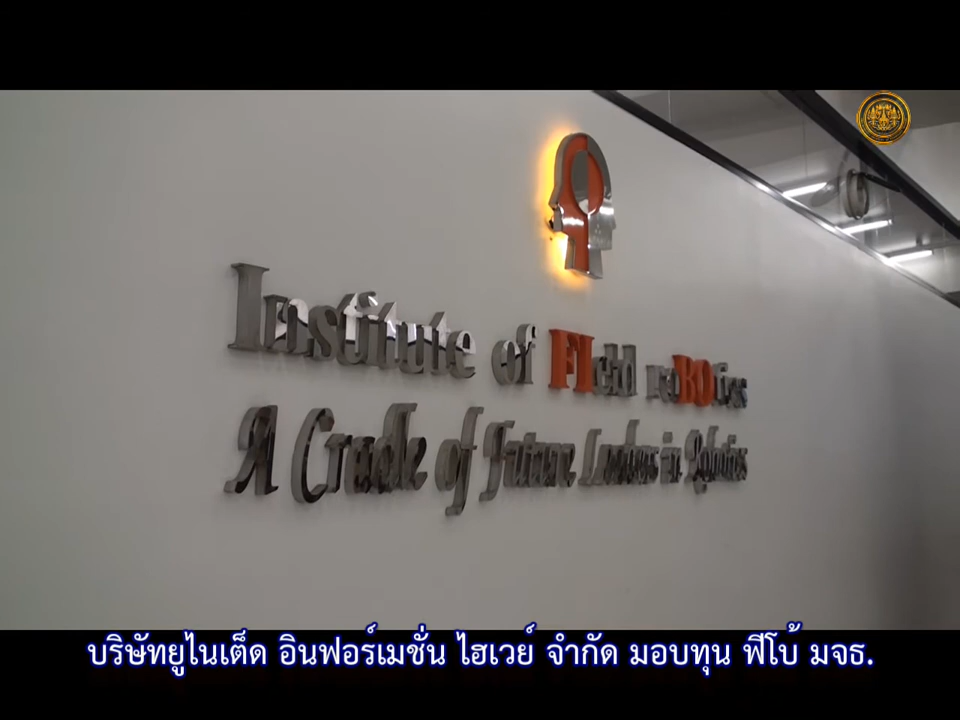 Institute of FIeld roBOtics
A Cradle of Future Leaders in Robotics
บริษัทยูไนเต็ด อินฟอร์เมชั่น ไฮเวย์ จำกัด มอบทุน ฟีโบ้ มจธ.